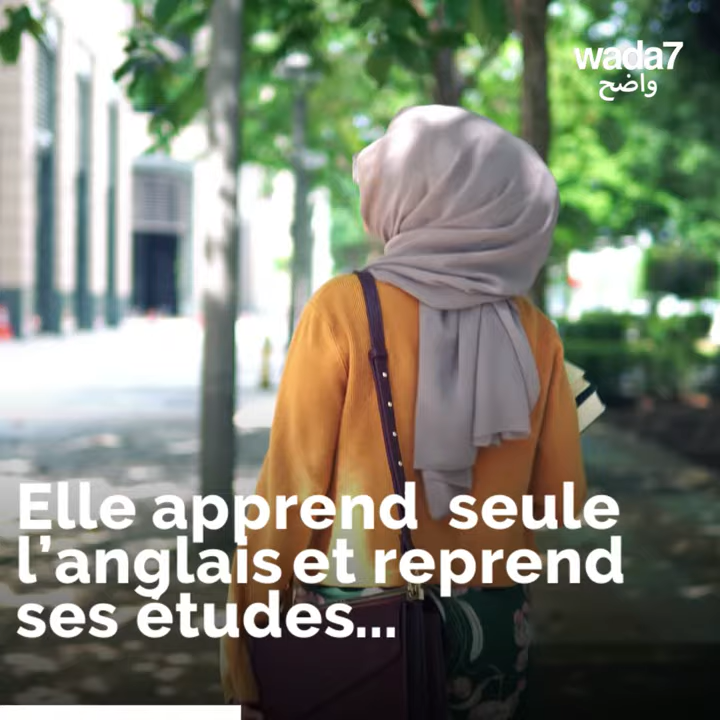 wada7
واضح
Elle apprend seule
l’anglais et reprend
ses études...